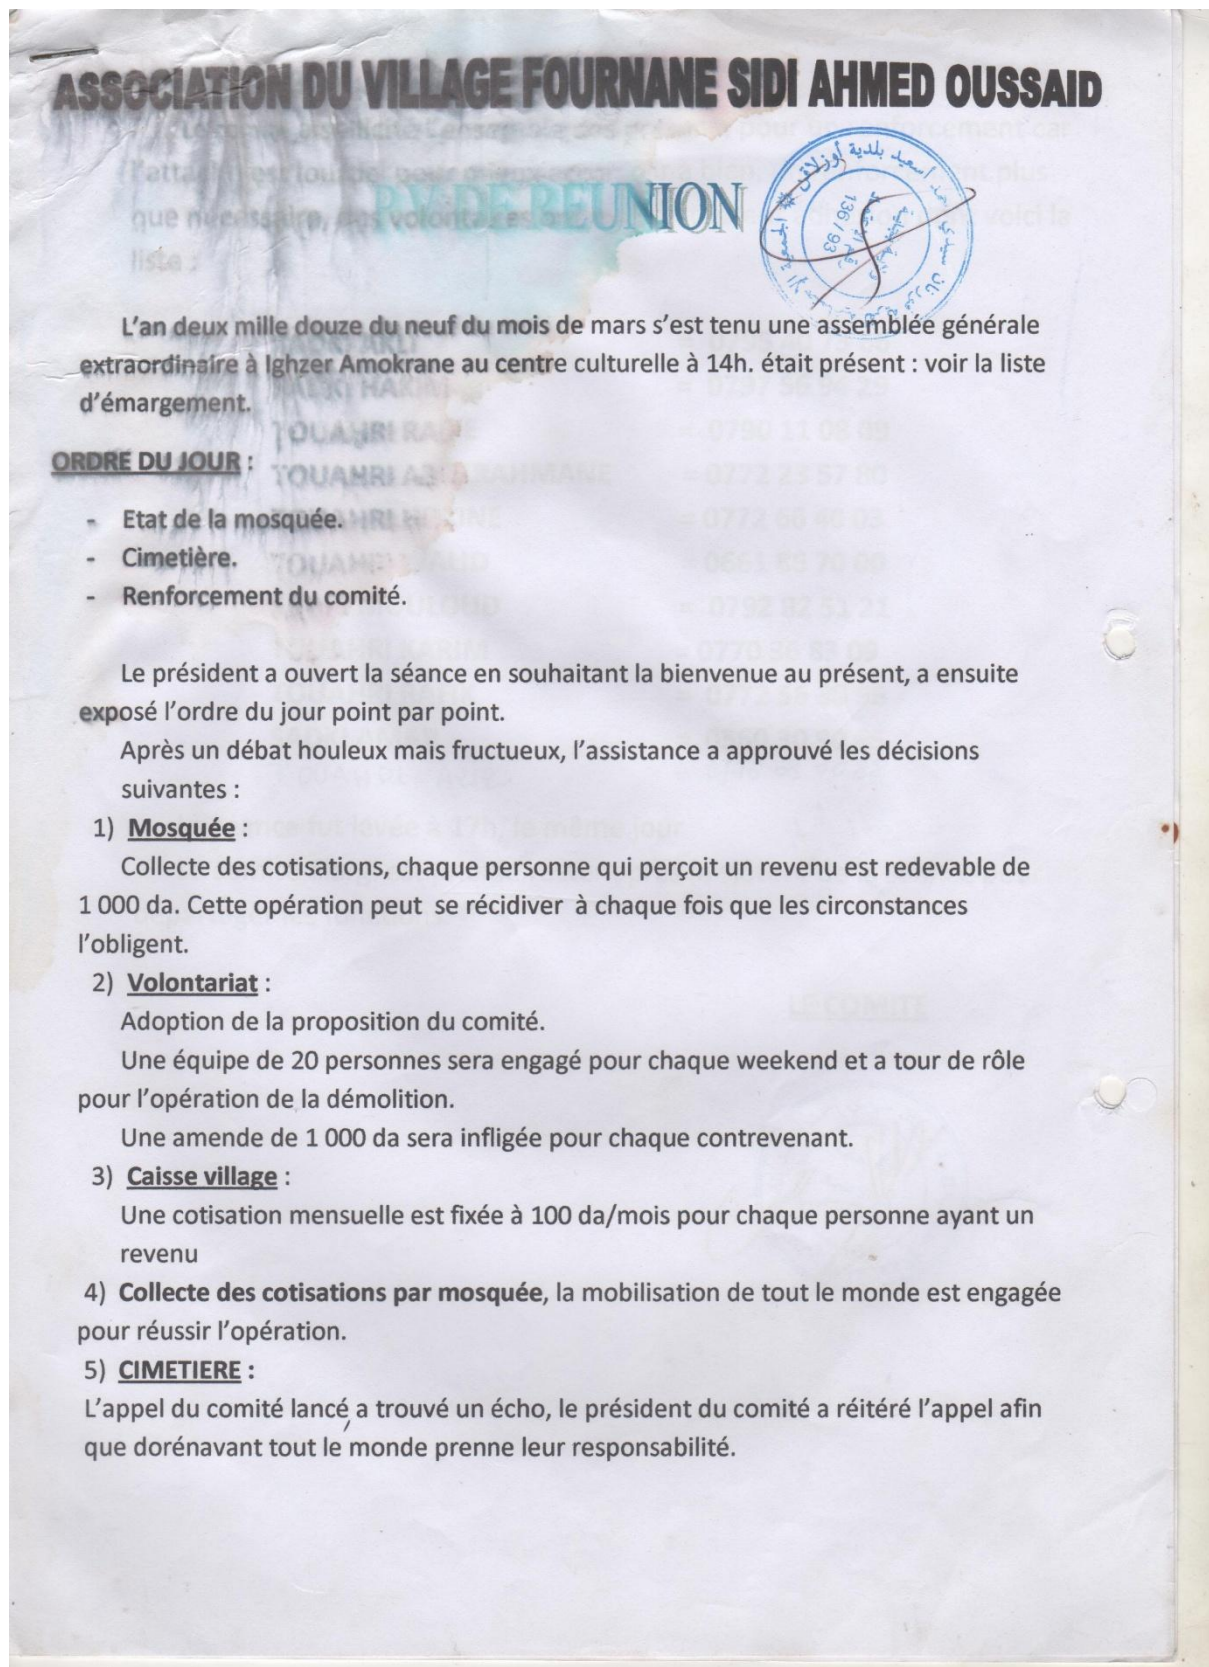 ASSOCIATION DU VILLAGE FOURNANE SIDI AHMED OUSSAID
P.V DE REUNION
136/93
L'an deux mille douze du neuf du mois de mars s'est tenu une assemblée générale
extraordinaire à Ighzer Amokrane au centre culturelle à 14h. était présent : voir la liste
d'émargement.
ORDRE DU JOUR :
- Etat de la mosquée.
- Cimetière.
- Renforcement du comité.
Le président a ouvert la séance en souhaitant la bienvenue au présent, a ensuite
exposé l'ordre du jour point par point.
Après un débat houleux mais fructueux, l'assistance a approuvé les décisions
suivantes :
1) Mosquée :
Collecte des cotisations, chaque personne qui perçoit un revenu est redevable de
1 000 da. Cette opération peut se récidiver à chaque fois que les circonstances
l'obligent.
2) Volontariat :
Adoption de la proposition du comité.
Une équipe de 20 personnes sera engagé pour chaque weekend et a tour de rôle
pour l'opération de la démolition.
Une amende de 1 000 da sera infligée pour chaque contrevenant.
3) Caisse village :
Une cotisation mensuelle est fixée à 100 da/mois pour chaque personne ayant un
revenu
4) Collecte des cotisations par mosquée, la mobilisation de tout le monde est engagée
pour réussir l'opération.
5) CIMETIERE :
L'appel du comité lancé, a trouvé un écho, le président du comité a réitéré l'appel afin
que dorénavant tout le monde prenne leur responsabilité.